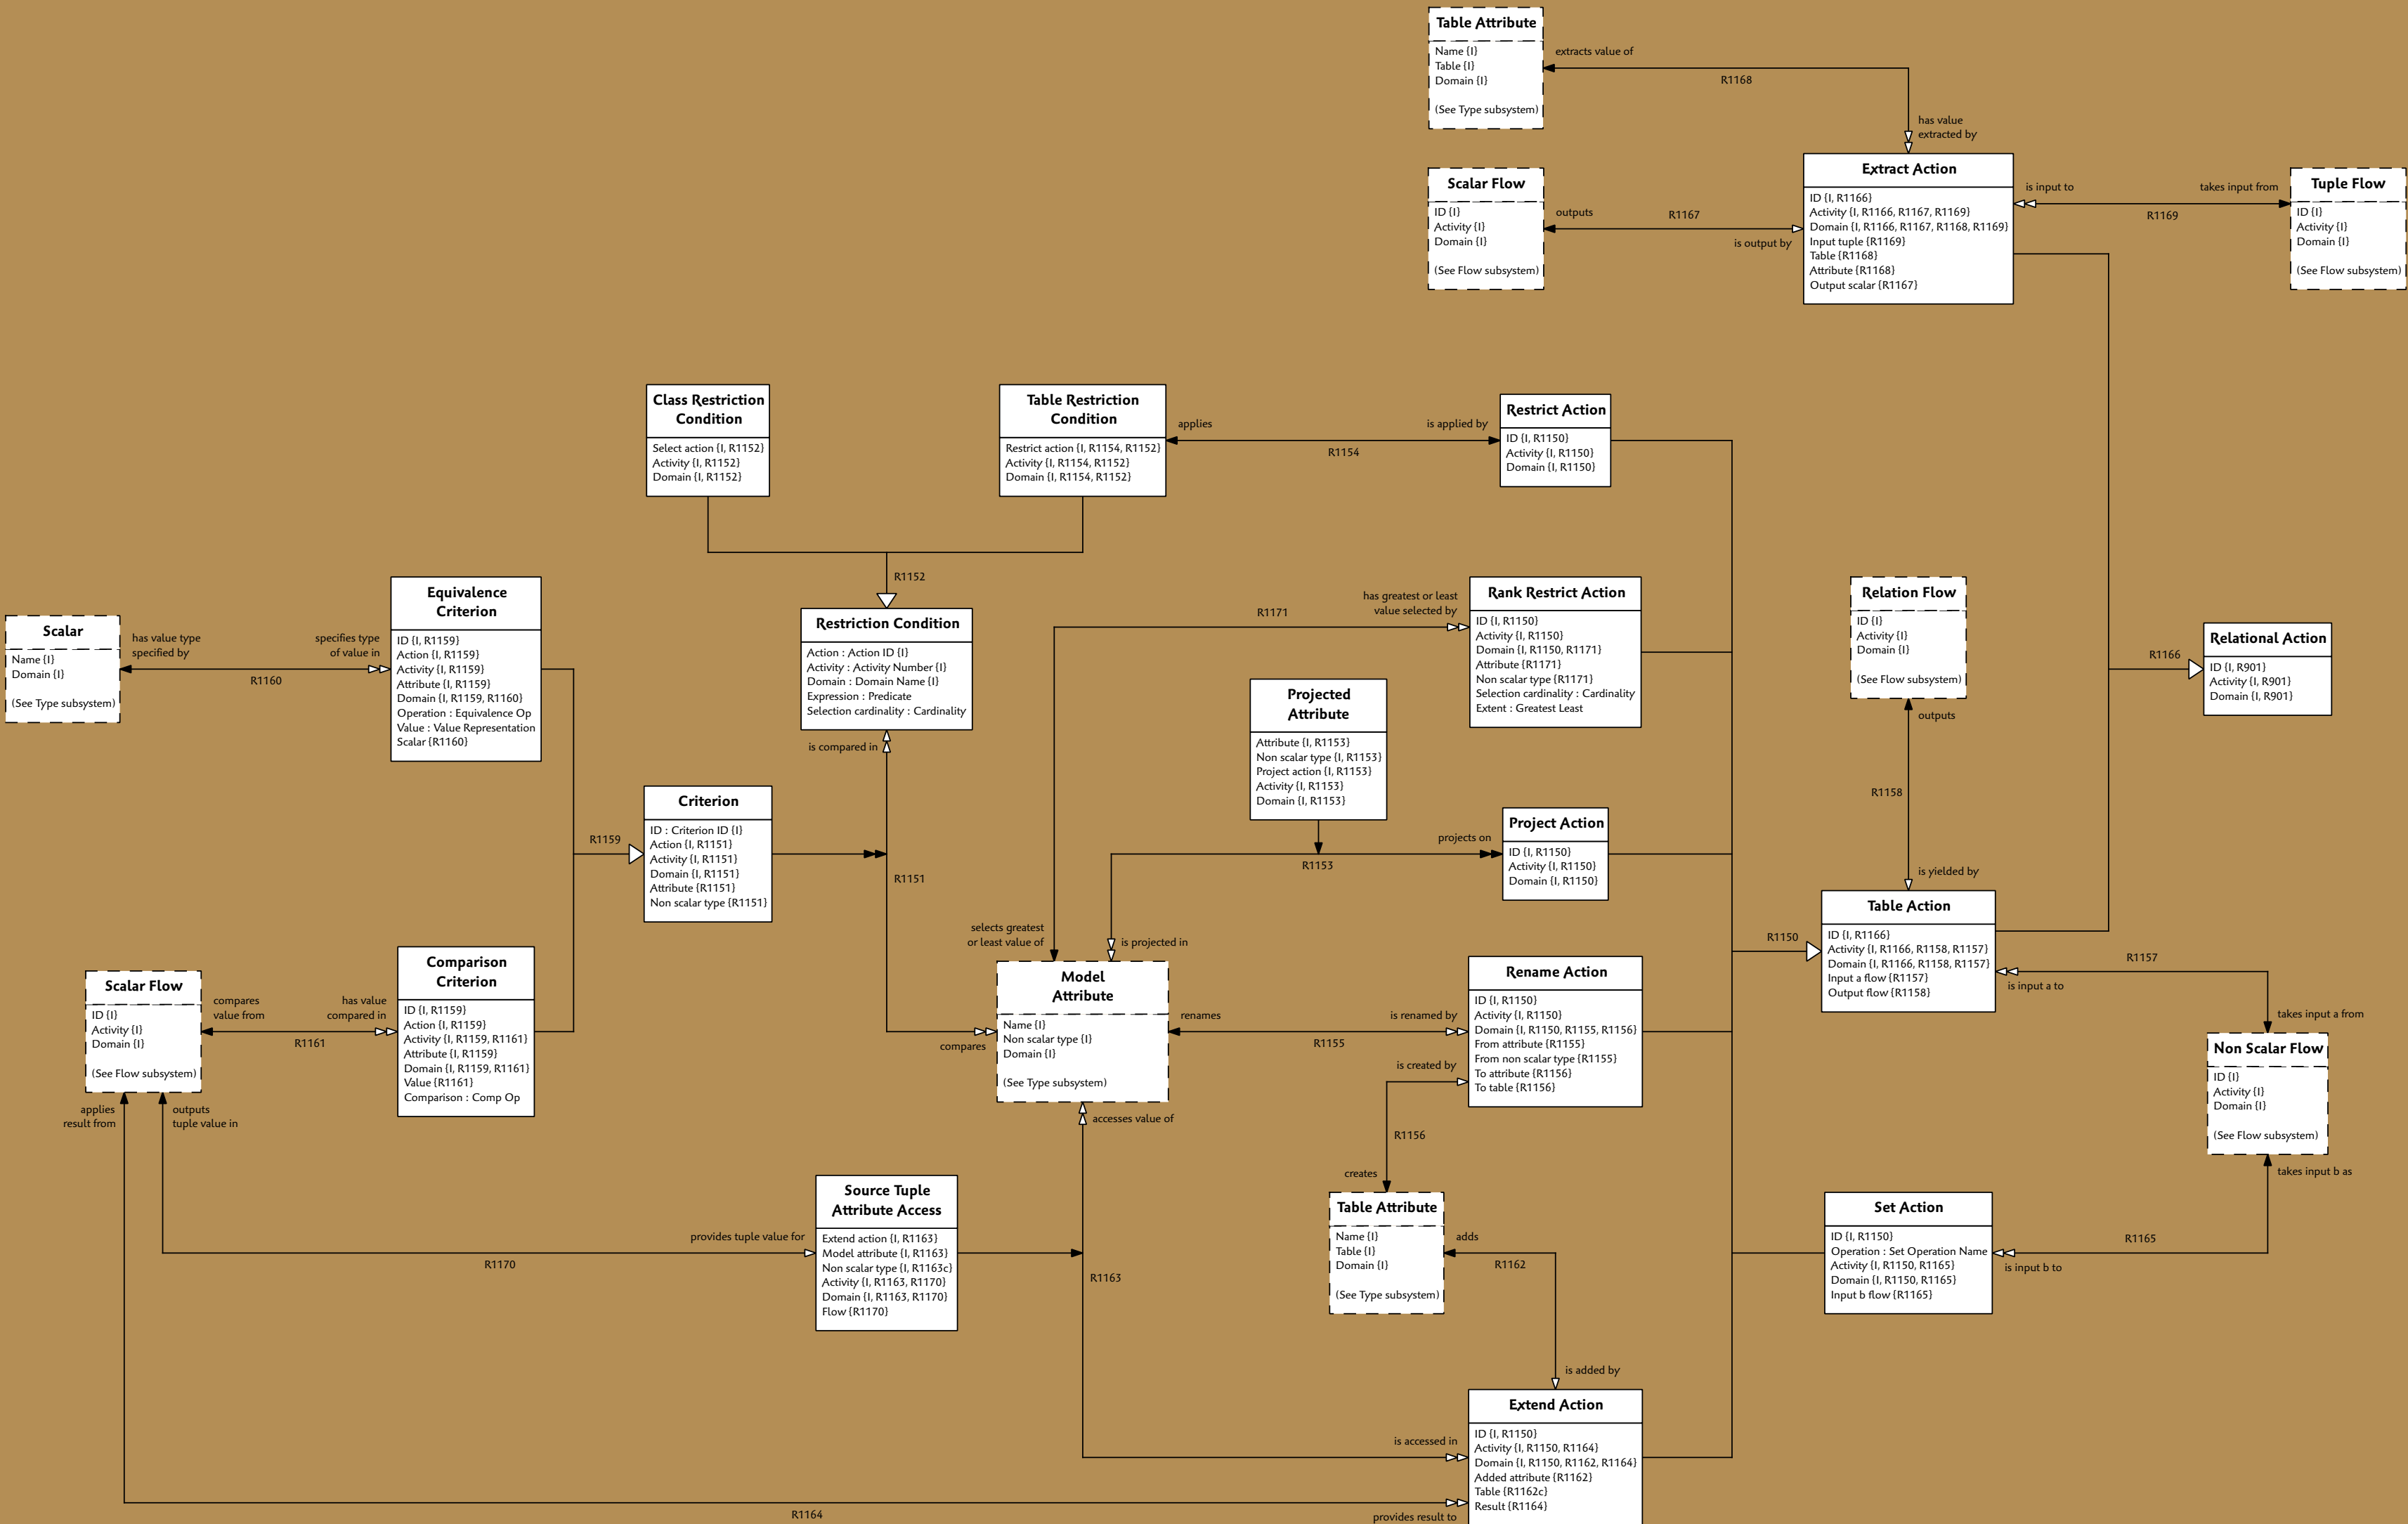 Table Attribute
Name {I}
Table {I}
Domain {I}
(See Type subsystem)
extracts value of
R1168
has value
extracted by
Scalar Flow
ID {I}
Activity {I}
Domain {I}
(See Flow subsystem)
outputs
R1167
is output by
Extract Action
ID {I, R1166}
Activity {I, R1166, R1167, R1169}
Domain {I, R1166, R1167, R1168, R1169}
Input tuple {R1169}
Table {R1168}
Attribute {R1168}
Output scalar {R1167}
is input to
takes input from
R1169
Tuple Flow
ID {I}
Activity {I}
Domain {I}
(See Flow subsystem)
Class Restriction
Condition
Select action {I, R1152}
Activity {I, R1152}
Domain {I, R1152}
Table Restriction
Condition
Restrict action {I, R1154, R1152}
Activity {I, R1154, R1152}
Domain {I, R1154, R1152}
applies
is applied by
R1154
Restrict Action
ID {I, R1150}
Activity {I, R1150}
Domain {I, R1150}
R1152
Scalar
Name {I}
Domain {I}
(See Type subsystem)
has value type
specified by
specifies type
of value in
R1160
Equivalence
Criterion
ID {I, R1159}
Action {I, R1159}
Activity {I, R1159}
Attribute {I, R1159}
Domain {I, R1159, R1160}
Operation : Equivalence Op
Value : Value Representation
Scalar {R1160}
Restriction Condition
Action : Action ID {I}
Activity : Activity Number {I}
Domain : Domain Name {I}
Expression : Predicate
Selection cardinality : Cardinality
is compared in
R1171
has greatest or least
value selected by
Rank Restrict Action
ID {I, R1150}
Activity {I, R1150}
Domain {I, R1150, R1171}
Attribute {R1171}
Non scalar type {R1171}
Selection cardinality : Cardinality
Extent : Greatest Least
Relation Flow
ID {I}
Activity {I}
Domain {I}
(See Flow subsystem)
outputs
R1158
is yielded by
R1166
Relational Action
ID {I, R901}
Activity {I, R901}
Domain {I, R901}
Projected
Attribute
Attribute {I, R1153}
Non scalar type {I, R1153}
Project action {I, R1153}
Activity {I, R1153}
Domain {I, R1153}
R1159
Criterion
ID : Criterion ID {I}
Action {I, R1151}
Activity {I, R1151}
Domain {I, R1151}
Attribute {R1151}
Non scalar type {R1151}
R1151
projects on
R1153
Project Action
ID {I, R1150}
Activity {I, R1150}
Domain {I, R1150}
selects greatest
or least value of
is projected in
R1150
Table Action
ID {I, R1166}
Activity {I, R1166, R1158, R1157}
Domain {I, R1166, R1158, R1157}
Input a flow {R1157}
Output flow {R1158}
R1157
is input a to
takes input a from
Scalar Flow
ID {I}
Activity {I}
Domain {I}
(See Flow subsystem)
compares
value from
has value
compared in
R1161
Comparison
Criterion
ID {I, R1159}
Action {I, R1159}
Activity {I, R1159, R1161}
Attribute {I, R1159}
Domain {I, R1159, R1161}
Value {R1161}
Comparison : Comp Op
compares
Model
Attribute
Name {I}
Non scalar type {I}
Domain {I}
(See Type subsystem)
renames
is renamed by
R1155
is created by
Rename Action
ID {I, R1150}
Activity {I, R1150}
Domain {I, R1150, R1155, R1156}
From attribute {R1155}
From non scalar type {R1155}
To attribute {R1156}
To table {R1156}
Non Scalar Flow
ID {I}
Activity {I}
Domain {I}
(See Flow subsystem)
takes input b as
applies
result from
outputs
tuple value in
accesses value of
R1156
creates
Source Tuple
Attribute Access
Extend action {I, R1163}
Model attribute {I, R1163}
Non scalar type {I, R1163c}
Activity {I, R1163, R1170}
Domain {I, R1163, R1170}
Flow {R1170}
provides tuple value for
R1170
R1163
Table Attribute
Name {I}
Table {I}
Domain {I}
(See Type subsystem)
adds
R1162
is added by
Set Action
ID {I, R1150}
Operation : Set Operation Name
Activity {I, R1150, R1165}
Domain {I, R1150, R1165}
Input b flow {R1165}
R1165
is input b to
is accessed in
Extend Action
ID {I, R1150}
Activity {I, R1150, R1164}
Domain {I, R1150, R1162, R1164}
Added attribute {R1162}
Table {R1162c}
Result {R1164}
R1164
provides result to